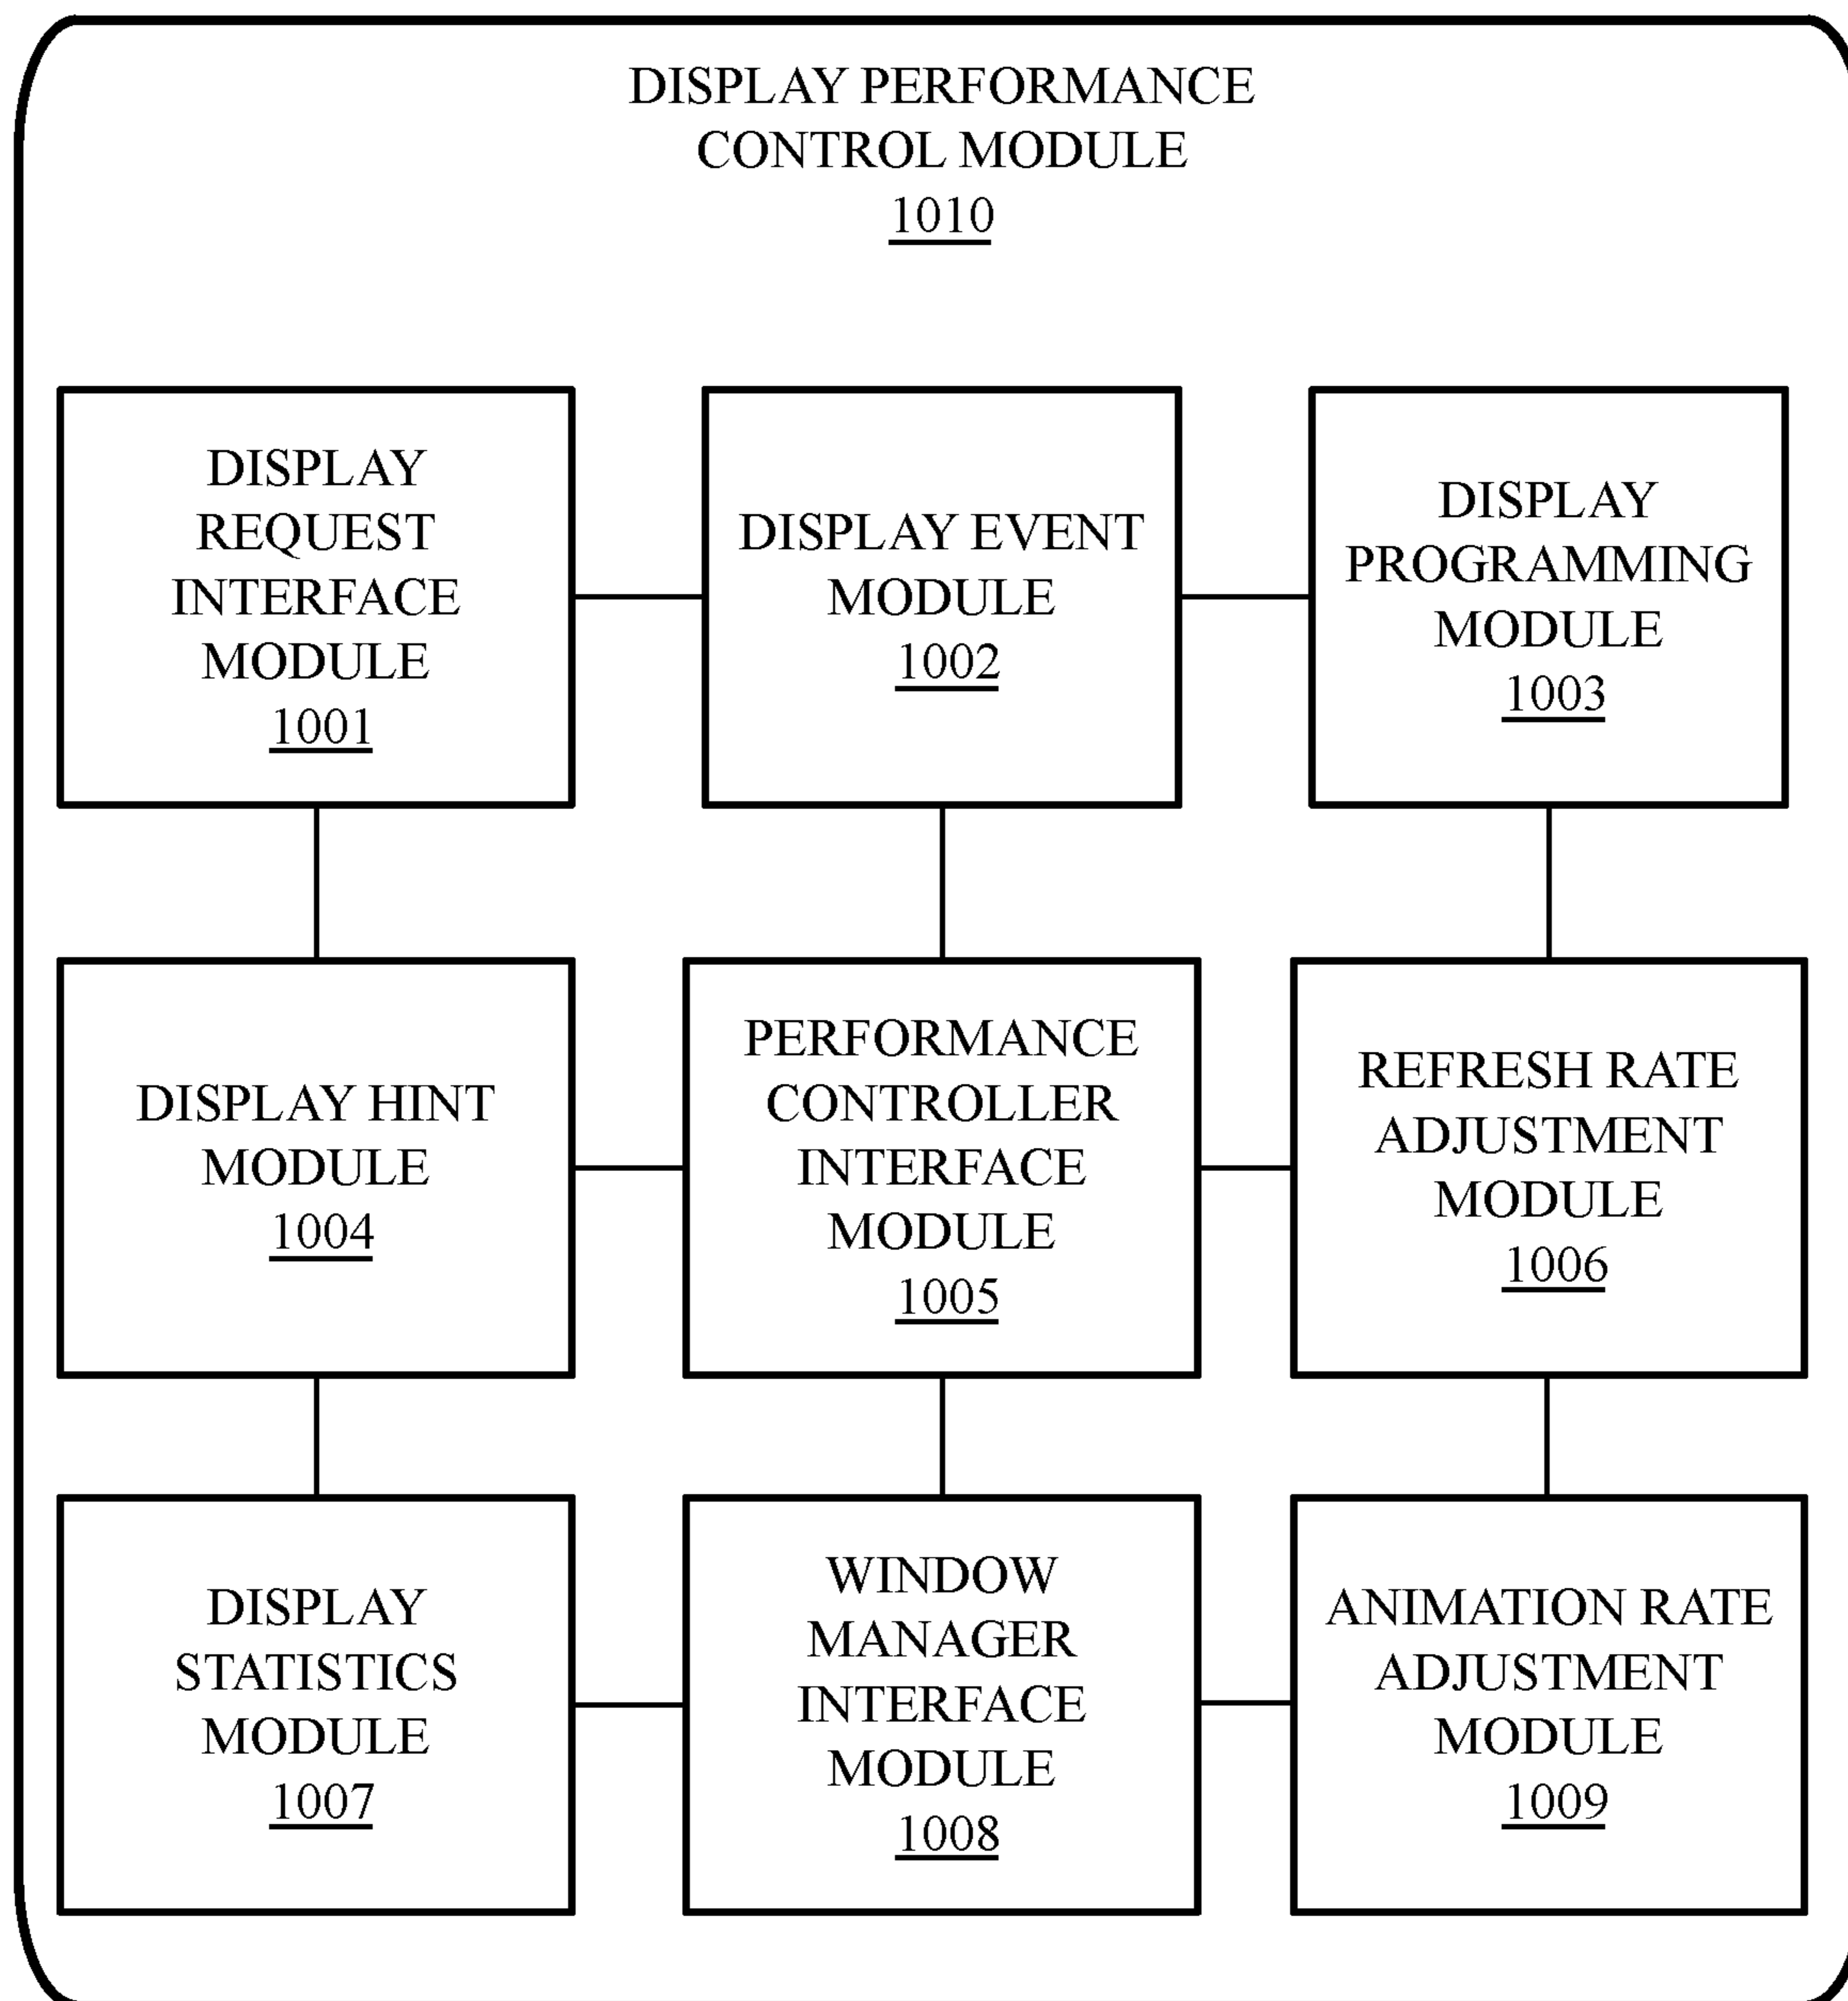 DISPLAY PERFORMANCE
CONTROL MODULE
1010
DISPLAY
REQUEST
INTERFACE
MODULE
1001
DISPLAY EVENT
MODULE
1002
DISPLAY
PROGRAMMING
MODULE
1003
DISPLAY HINT
MODULE
1004
PERFORMANCE
CONTROLLER
INTERFACE
MODULE
1005
REFRESH RATE
ADJUSTMENT
MODULE
1006
DISPLAY
STATISTICS
MODULE
1007
WINDOW
MANAGER
INTERFACE
MODULE
1008
ANIMATION RATE
ADJUSTMENT
MODULE
1009